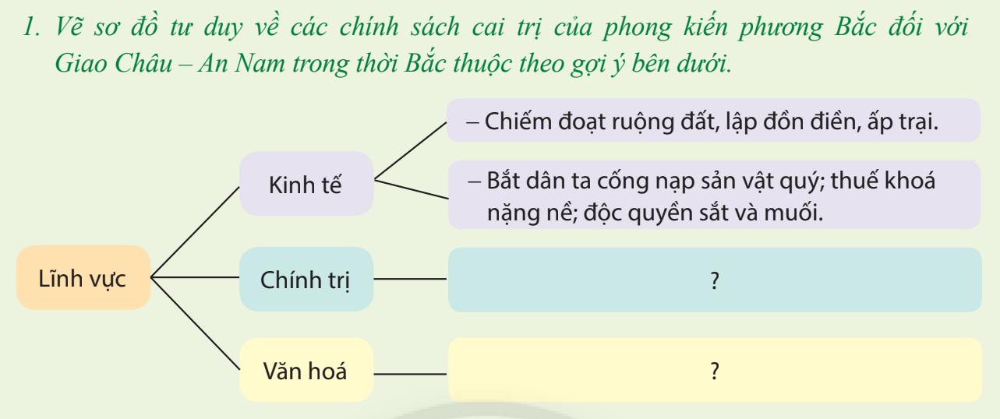 1. Vẽ sơ đồ tư duy về các chính sách cai trị của phong kiến phương Bắc đối với
Giao Châu – An Nam trong thời Bắc thuộc theo gợi ý bên dưới.
– Chiếm đoạt ruộng đất, lập đồn điền, ấp trại.
Kinh tế
– Bắt dân ta cống nạp sản vật quý; thuế khoá
nặng nề; độc quyền sắt và muối.
Lĩnh vực
Chính trị
?
Văn hoá
?